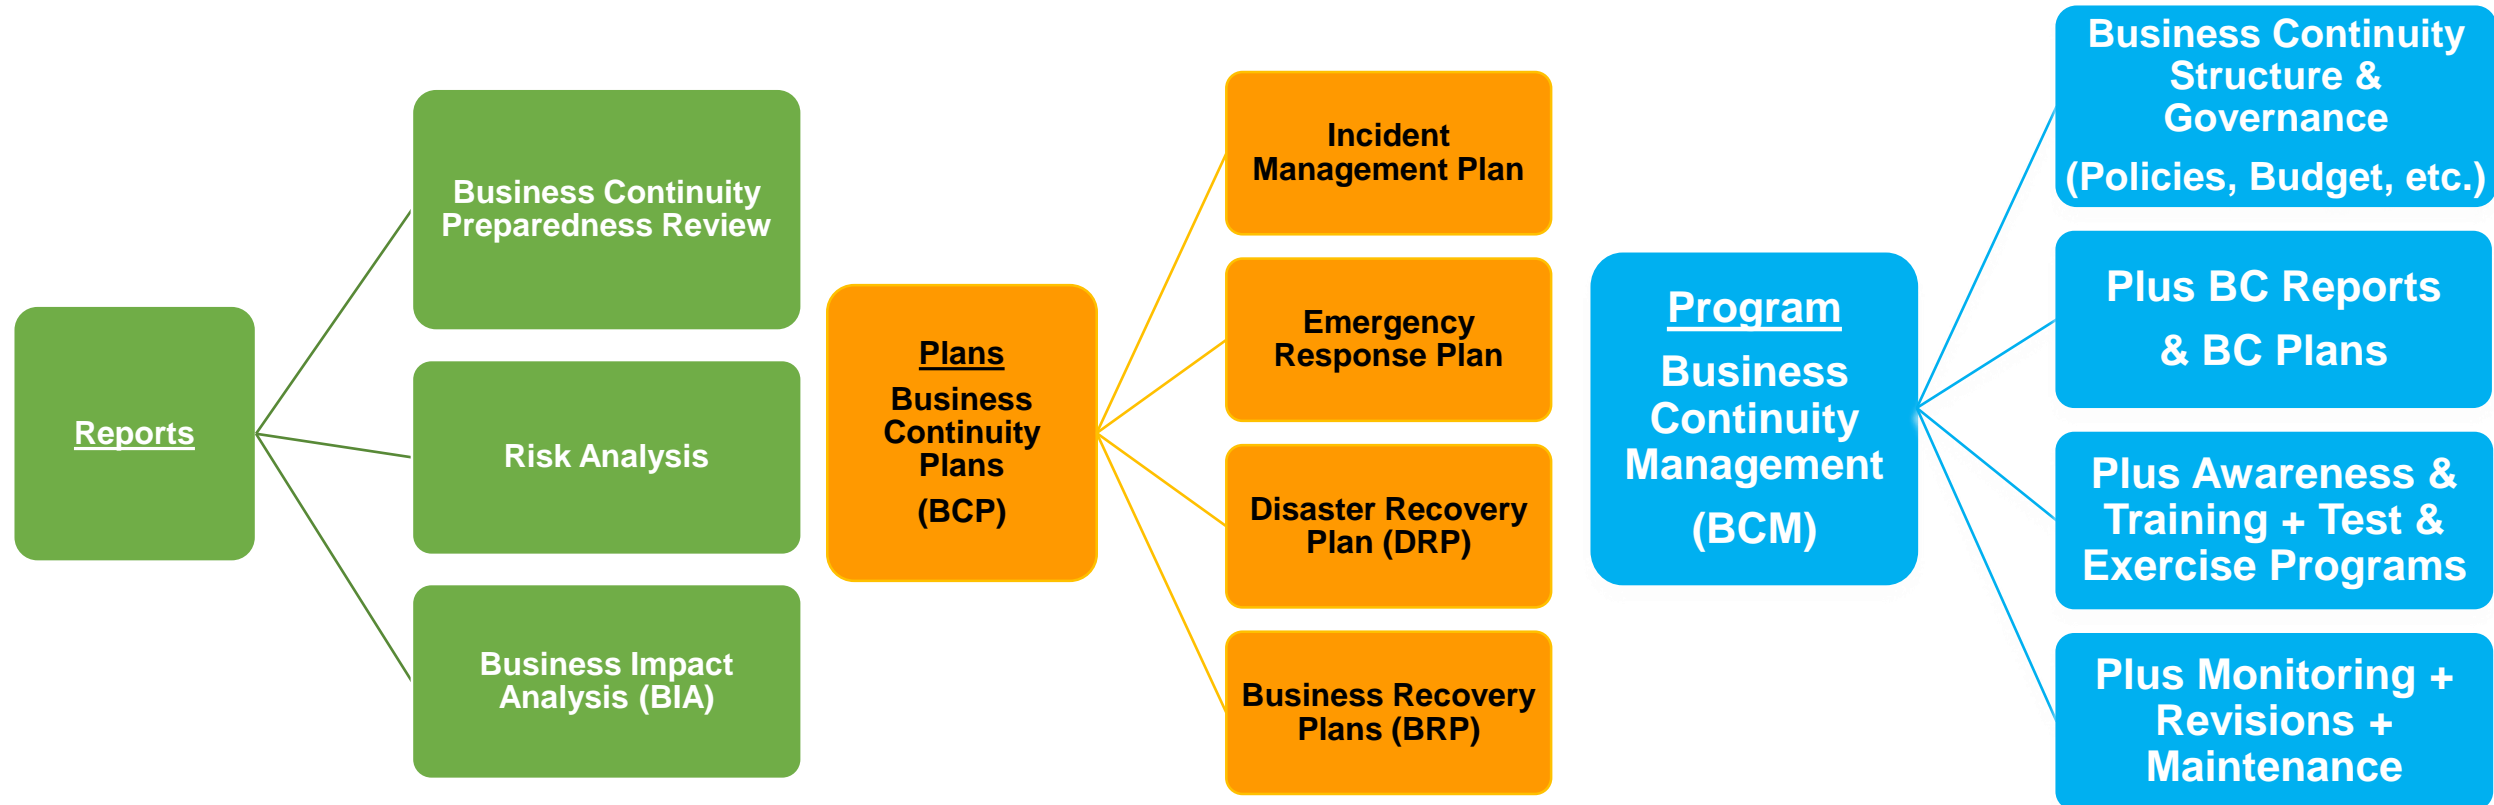 Reports
Business Continuity
Preparedness Review
Risk Analysis
Business Impact
Analysis (BIA)
Plans
Business
Continuity
Plans
(BCP)
Incident
Management Plan
Emergency
Response Plan
Disaster Recovery
Plan (DRP)
Business Recovery
Plans (BRP)
Program
Business
Continuity
Management
(BCM)
Business Continuity
Structure &
Governance
(Policies, Budget, etc.)
Plus BC Reports
& BC Plans
Plus Awareness &
Training + Test &
Exercise Programs
Plus Monitoring +
Revisions +
Maintenance